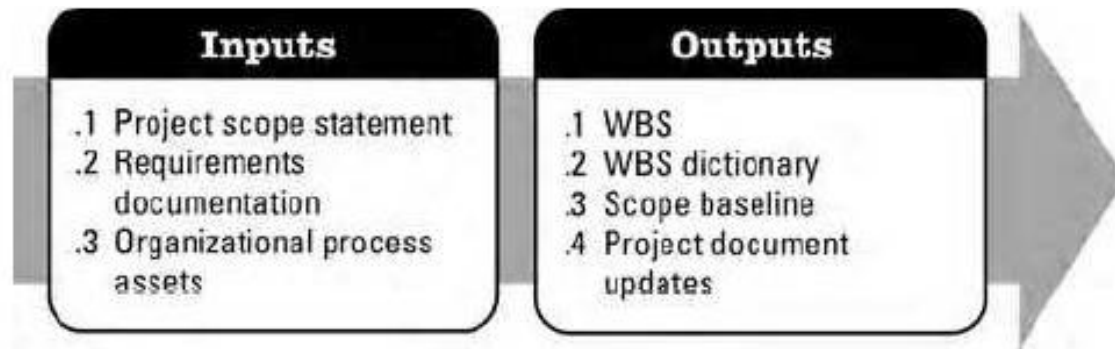 Inputs
.1 Project scope statement
.2 Requirements
documentation
.3 Organizational process
assets
Outputs
.1 WBS
.2 WBS dictionary
.3 Scope baseline
.4 Project document
updates